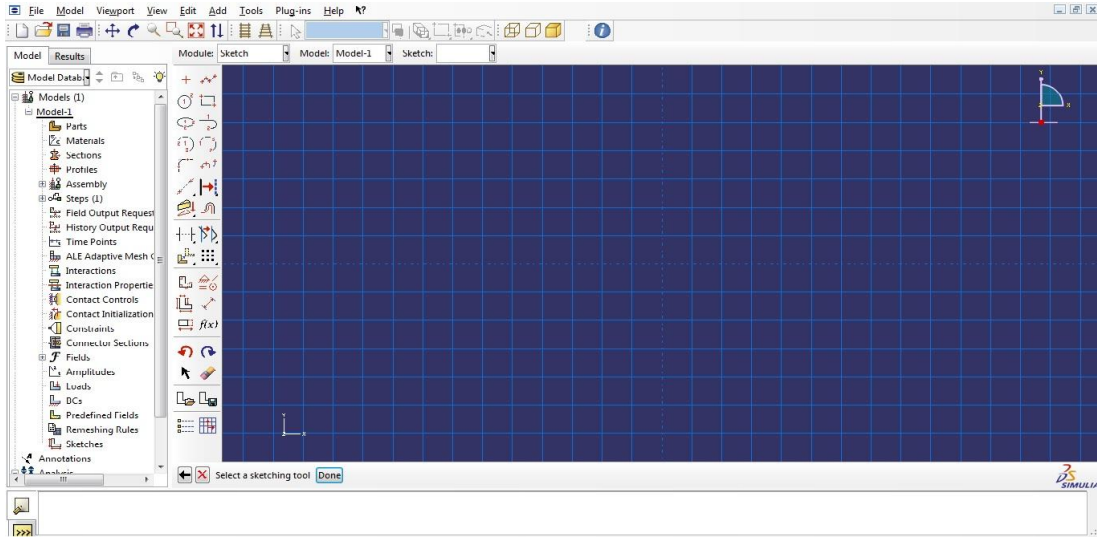 File Model Viewport View Edit Add Tools Plug-ins Help
Model Results
Module: Sketch Model: Model-1 Sketch:
Model Datab
Models (1)
Model-1
Parts
Materials
Sections
Profiles
Assembly
Steps (1)
Field Output Request
History Output Requ
Time Points
ALE Adaptive Mesh
Interactions
Interaction Propertie
Contact Controls
Contact Initialization
Constraints
Connector Sections
Fields
Amplitudes
Loads
BCs
Predefined Fields
Remeshing Rules
Sketches
Annotations
Analysis
f(x)
Y
X
Y
X
Select a sketching tool Done
SIMULIA
>>>